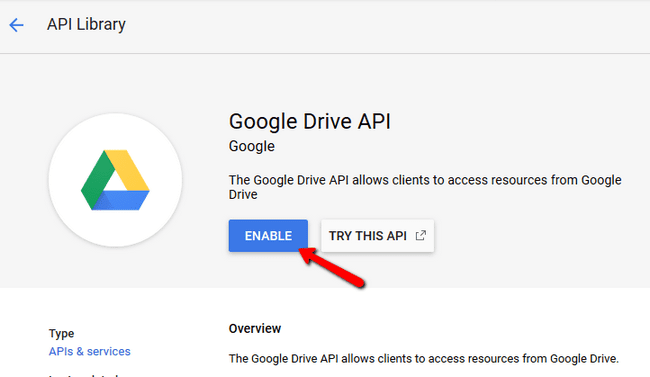 API Library
Google Drive API
Google
The Google Drive API allows clients to access resources from Google
Drive
ENABLE
TRY THIS API
Type
APIs & services
Overview
The Google Drive API allows clients to access resources from Google Drive.